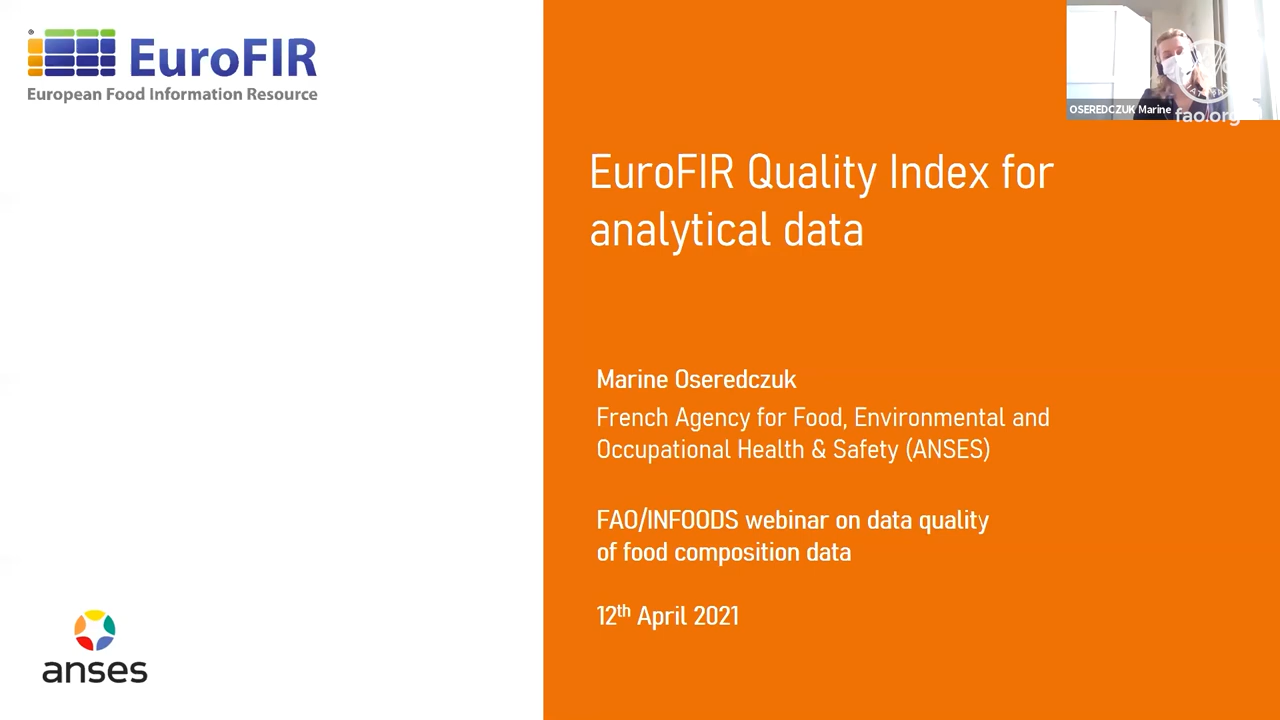 EuroFIR
European Food Information Resource
OSEREDCZUK Marine
fao.org
EuroFIR Quality Index for
analytical data
Marine Oseredczuk
French Agency for Food, Environmental and
Occupational Health & Safety (ANSES)
FAO/INFOODS webinar on data quality
of food composition data
12th April 2021
anses